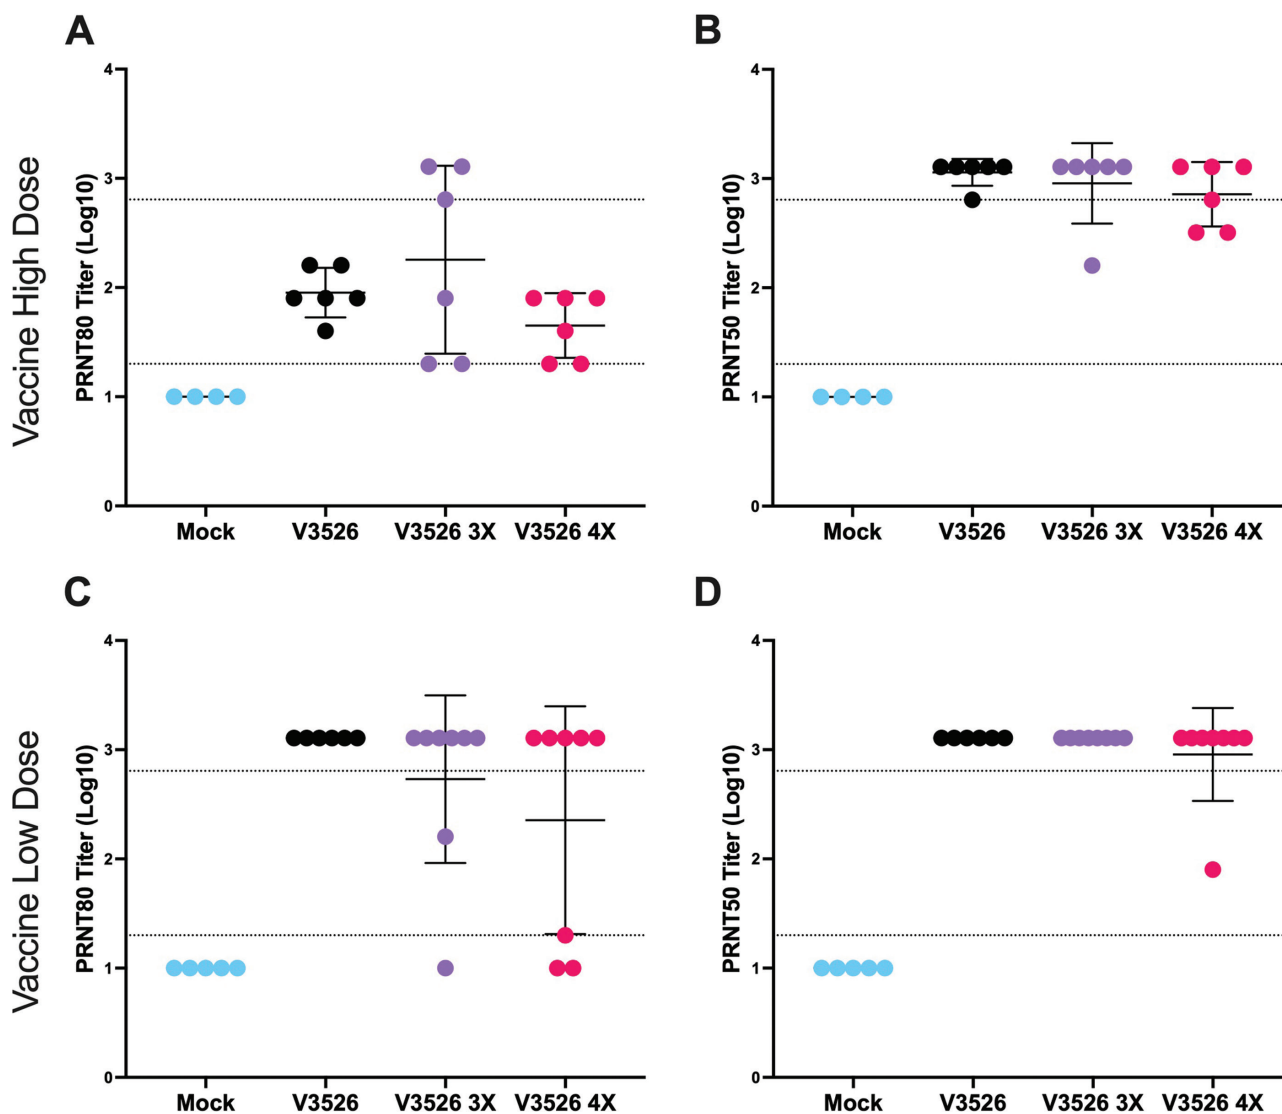 A
B
Vaccine High Dose
PRNT80 Titer (Log10)
4
3
2
1
0
Mock V3526 V3526 3X V3526 4X
PRNT50 Titer (Log10)
4
3
2
1
0
Mock V3526 V3526 3X V3526 4X
C
D
Vaccine Low Dose
PRNT80 Titer (Log10)
4
3
2
1
0
Mock V3526 V3526 3X V3526 4X
PRNT50 Titer (Log10)
4
3
2
1
0
Mock V3526 V3526 3X V3526 4X